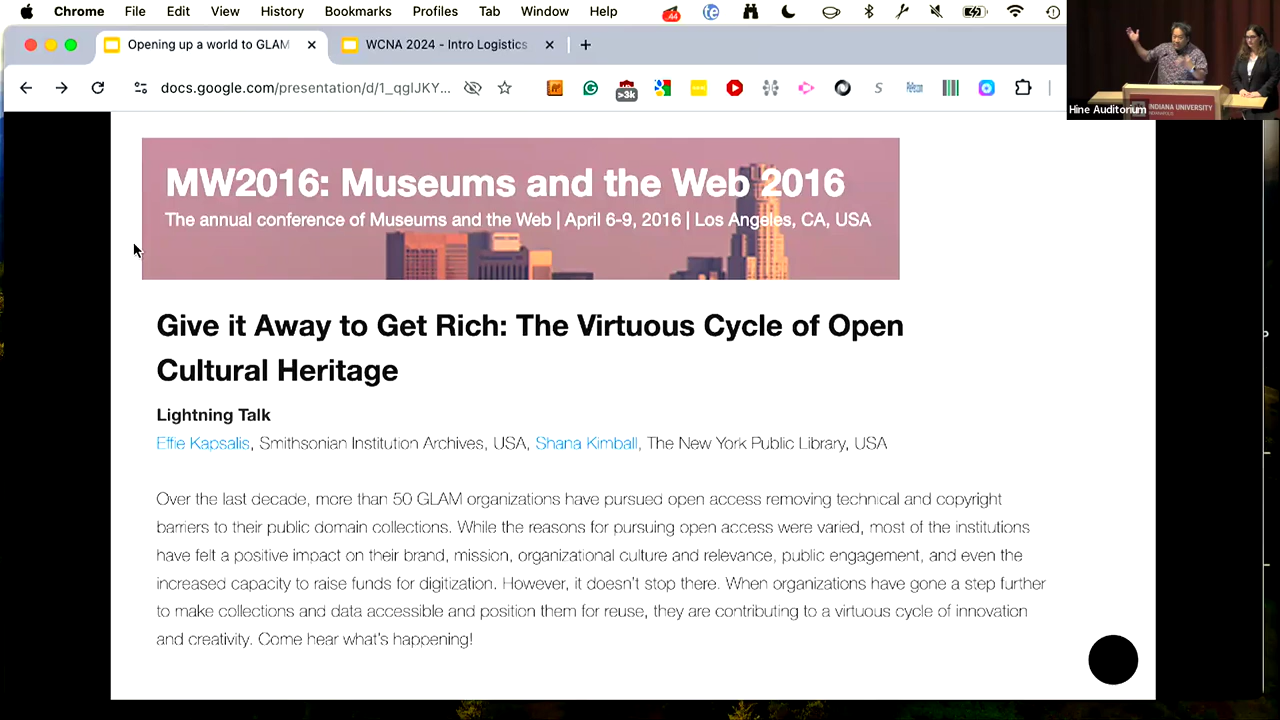 Chrome File Edit View History Bookmarks Profiles Tab Window Help
.44
Opening up a world to GLAM
WCNA 2024 - Intro Logistics
docs.google.com/presentation/d/1_qglJKY...
>3k
INDIANA UNIVERSITY
INDIANAPOLIS
Hine Auditorium
MW2016: Museums and the Web 2016
The annual conference of Museums and the Web | April 6-9, 2016 | Los Angeles, CA, USA
Give it Away to Get Rich: The Virtuous Cycle of Open
Cultural Heritage
Lightning Talk
Effie Kapsalis, Smithsonian Institution Archives, USA, Shana Kimball, The New York Public Library, USA
Over the last decade, more than 50 GLAM organizations have pursued open access removing technical and copyright
barriers to their public domain collections. While the reasons for pursuing open access were varied, most of the institutions
have felt a positive impact on their brand, mission, organizational culture and relevance, public engagement, and even the
increased capacity to raise funds for digitization. However, it doesn't stop there. When organizations have gone a step further
to make collections and data accessible and position them for reuse, they are contributing to a virtuous cycle of innovation
and creativity. Come hear what's happening!